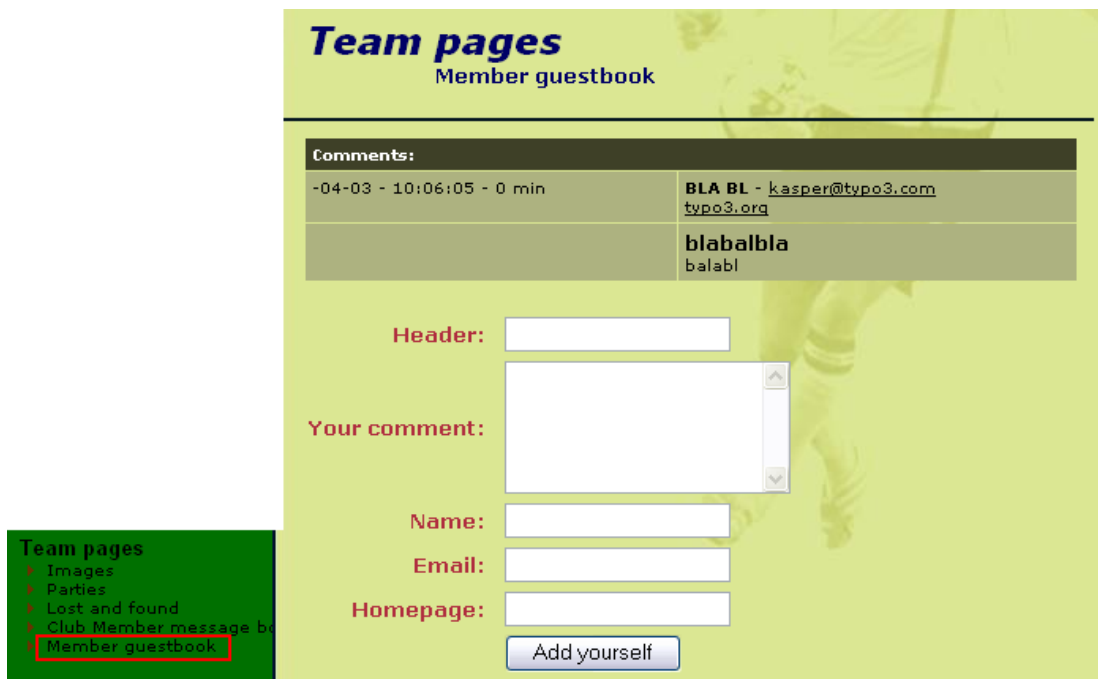 Team pages
Member guestbook
Comments:
-04-03 - 10:06:05 - 0 min
BLA BL - kasper@typo3.com
typo3.org
blabalbla
balabl
Header:
Your comment:
Name:
Email:
Homepage:
Add yourself
Team pages
Images
Parties
Lost and found
Club Member message bo
Member guestbook